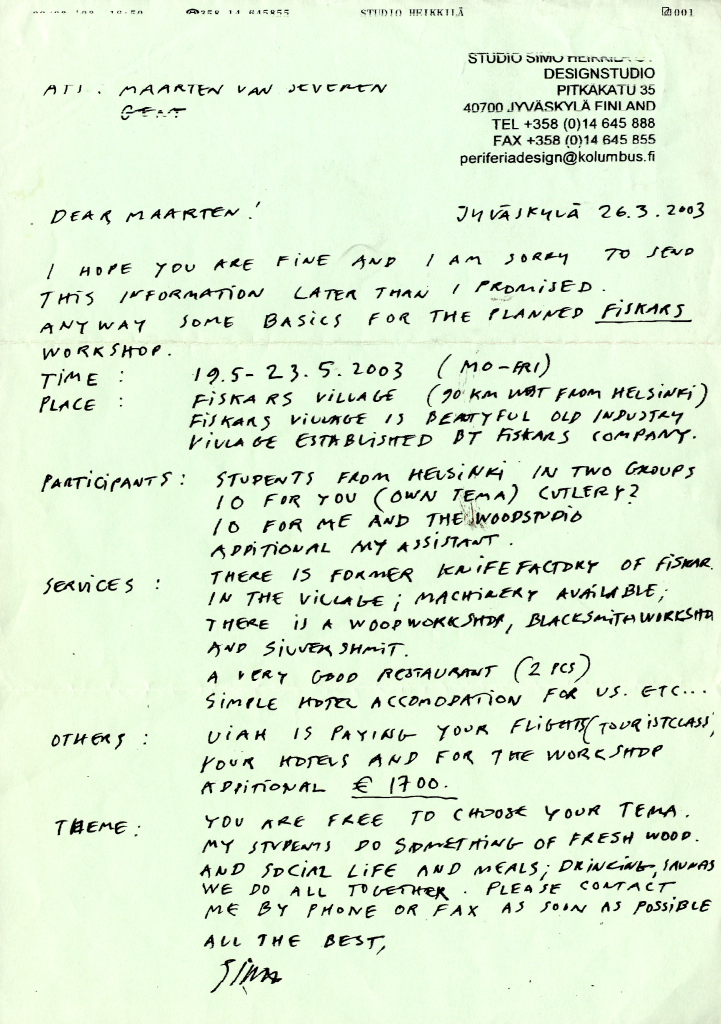 358 14 645855 STUDIO HEIKKILÄ 001
STUDIO SIMO HEIKKILÄ
DESIGNSTUDIO
PITKÄKATU 35
40700 JYVÄSKYLÄ FINLAND
TEL +358 (0)14 645 888
FAX +358 (0)14 645 855
periferiadesign@kolumbus.fi
MAARTEN VAN SEVEREN
GENT
DEAR MAARTEN! JYVÄSKYLÄ 26.3.2003
I HOPE YOU ARE FINE AND I AM SORRY TO SEND
THIS INFORMATION LATER THAN I PROMISED.
ANYWAY SOME BASICS FOR THE PLANNED FISKARS
WORKSHOP.
TIME : 19.5-23.5.2003 (MO-FRI)
PLACE : FISKARS VILLAGE (90 KM WEST FROM HELSINKI)
FISKARS VILLAGE IS BEATYFUL OLD INDUSTRY
VILLAGE ESTABLISHED BY FISKARS COMPANY.
PARTICIPANTS: STUDENTS FROM HELSINKI IN TWO GROUPS
10 FOR YOU (OWN TEMA) CUTLERY?
10 FOR ME AND THE WOODSTUDIO
ADDITIONAL MY ASSISTANT.
SERVICES : THERE IS FORMER KNIFEFACTORY OF FISKAR
IN THE VILLAGE; MACHINERY AVAILABLE;
THERE IS A WOODWORKSHOP, BLACKSMITHWORKSHO
AND SILVERSHMIT.
A VERY GOOD RESTAURANT (2 PCS)
SIMPLE HOTEL ACCOMODATION FOR US. ETC...
OTHERS : UIAH IS PAYING YOUR FLIGHTS (TOURISTCLASS),
YOUR HOTELS AND FOR THE WORKSHOP
ADDITIONAL € 1700.
THEME : YOU ARE FREE TO CHOOSE YOUR TEMA.
MY STUDENTS DO SOMETHING OF FRESH WOOD.
AND SOCIAL LIFE AND MEALS; DRINKING, SAUNAS
WE DO ALL TOGETHER. PLEASE CONTACT
ME BY PHONE OR FAX AS SOON AS POSSIBLE
ALL THE BEST,
Simo